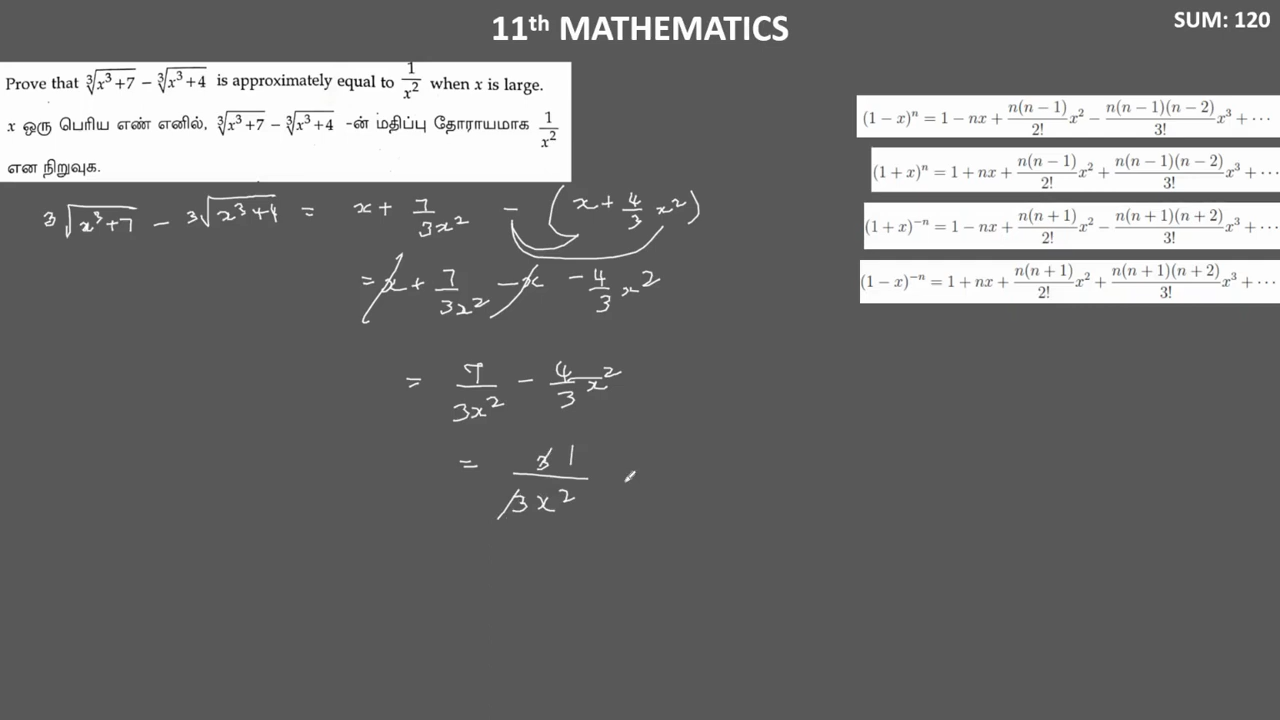 11th MATHEMATICS
SUM: 120
Prove that ∛(x³+7) − ∛(x³+4) is approximately equal to 1/x² when x is large.
x ஒரு பெரிய எண் எனில், ∛(x³+7) − ∛(x³+4) -ன் மதிப்பு தோராயமாக 1/x²
என நிறுவுக.
(1 − x)ⁿ = 1 − nx + n(n − 1)/2! x² − n(n − 1)(n − 2)/3! x³ + ⋯
(1 + x)ⁿ = 1 + nx + n(n − 1)/2! x² + n(n − 1)(n − 2)/3! x³ + ⋯
(1 + x)⁻ⁿ = 1 − nx + n(n + 1)/2! x² − n(n + 1)(n + 2)/3! x³ + ⋯
(1 − x)⁻ⁿ = 1 + nx + n(n + 1)/2! x² + n(n + 1)(n + 2)/3! x³ + ⋯
3√(x³+7) − 3√(x³+4) = x + 7/3x² − (x + 4/3 x²)
= x + 7/3x² − x − 4/3 x²
= 7/3x² − 4/3 x²
= 3 1/3x²